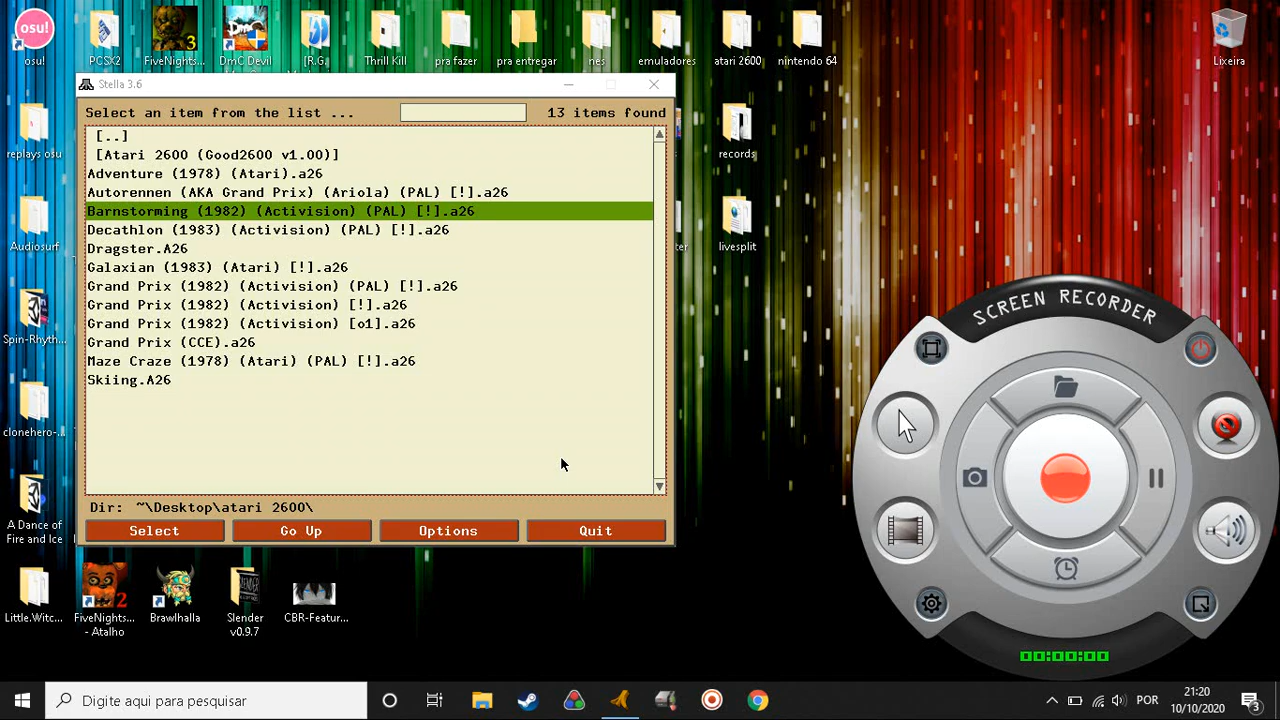 osu!
PCSX2
FiveNights...
DmC Devil
[R.G.
Thrill Kill
pra fazer
pra entregar
nes
emuladores
atari 2600
nintendo 64
Lixeira
Stella 3.6
Select an item from the list ...
13 items found
[..]
[Atari 2600 (Good2600 v1.00)]
Adventure (1978) (Atari).a26
Autorennen (AKA Grand Prix) (Ariola) (PAL) [!].a26
Barnstorming (1982) (Activision) (PAL) [!].a26
Decathlon (1983) (Activision) (PAL) [!].a26
Dragster.A26
Galaxian (1983) (Atari) [!].a26
Grand Prix (1982) (Activision) (PAL) [!].a26
Grand Prix (1982) (Activision) [!].a26
Grand Prix (1982) (Activision) [o1].a26
Grand Prix (CCE).a26
Maze Craze (1978) (Atari) (PAL) [!].a26
Skiing.A26
Dir: ~\Desktop\atari 2600\
Select
Go Up
Options
Quit
replays osu
Audiosurf
Spin-Rhyth...
clonehero-...
A Dance of
Fire and Ice
records
livesplit
SCREEN RECORDER
00:00:00
Little.Witc...
FiveNights...
- Atalho
2
3
Brawlhalla
Slender
v0.9.7
CBR-Featur...
Digite aqui para pesquisar
POR
21:20
10/10/2020
3